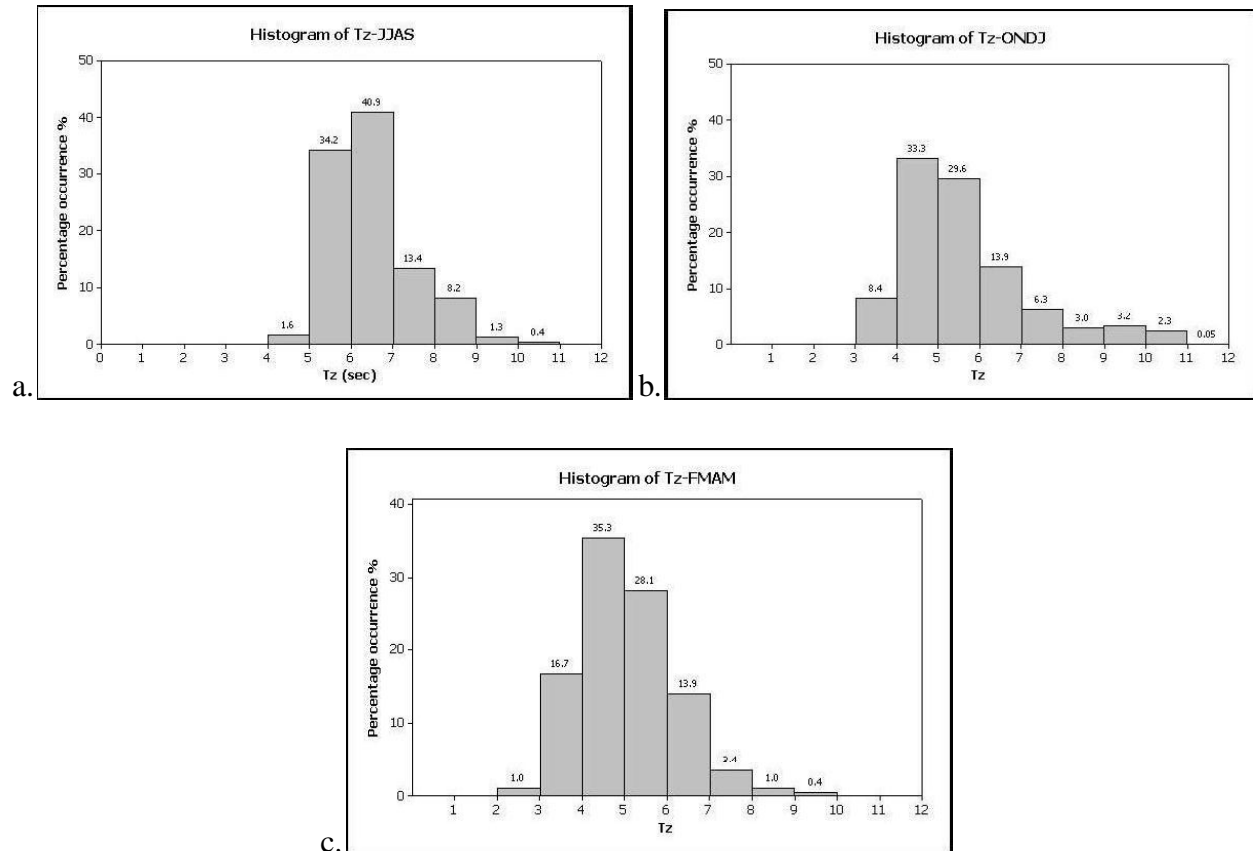 Histogram of Tz-JJAS
Percentage occurrence %
50
40
30
20
10
0
34.2
40.9
13.4
8.2
1.6
1.3
0.4
0 1 2 3 4 5 6 7 8 9 10 11 12
Tz (sec)
a.
Histogram of Tz-ONDJ
Percentage occurrence %
50
40
30
20
10
0
8.4
33.3
29.6
13.9
6.3
3.0
3.2
2.3
0.05
1 2 3 4 5 6 7 8 9 10 11 12
Tz
b.
Histogram of Tz-FMAM
Percentage occurrence %
40
30
20
10
0
1.0
16.7
35.3
28.1
13.9
1.0
0.4
1 2 3 4 5 6 7 8 9 10 11 12
Tz
c.